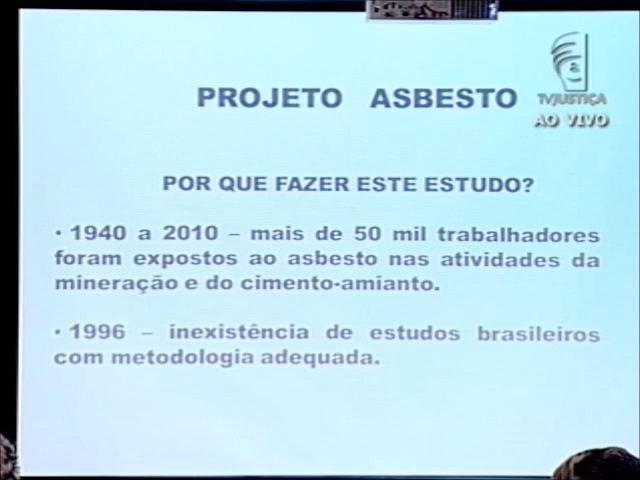 PROJETO ASBESTO
TVJUSTIÇA
AO VIVO
POR QUE FAZER ESTE ESTUDO?
• 1940 a 2010 – mais de 50 mil trabalhadores
foram expostos ao asbesto nas atividades da
mineração e do cimento-amianto.
• 1996 – inexistência de estudos brasileiros
com metodologia adequada.